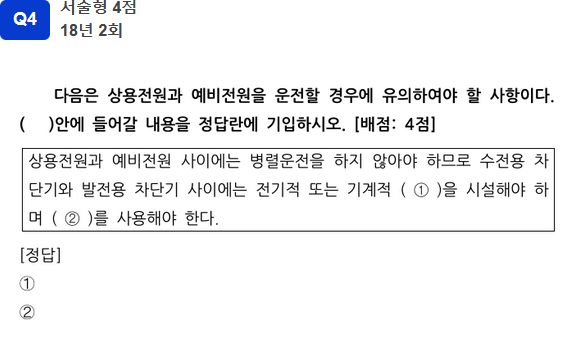 Q4
서술형 4점
18년 2회
다음은 상용전원과 예비전원을 운전할 경우에 유의하여야 할 사항이다.
( )안에 들어갈 내용을 정답란에 기입하시오. [배점: 4점]
상용전원과 예비전원 사이에는 병렬운전을 하지 않아야 하므로 수전용 차
단기와 발전용 차단기 사이에는 전기적 또는 기계적 ( ① )을 시설해야 하
며 ( ② )를 사용해야 한다.
[정답]
①
②